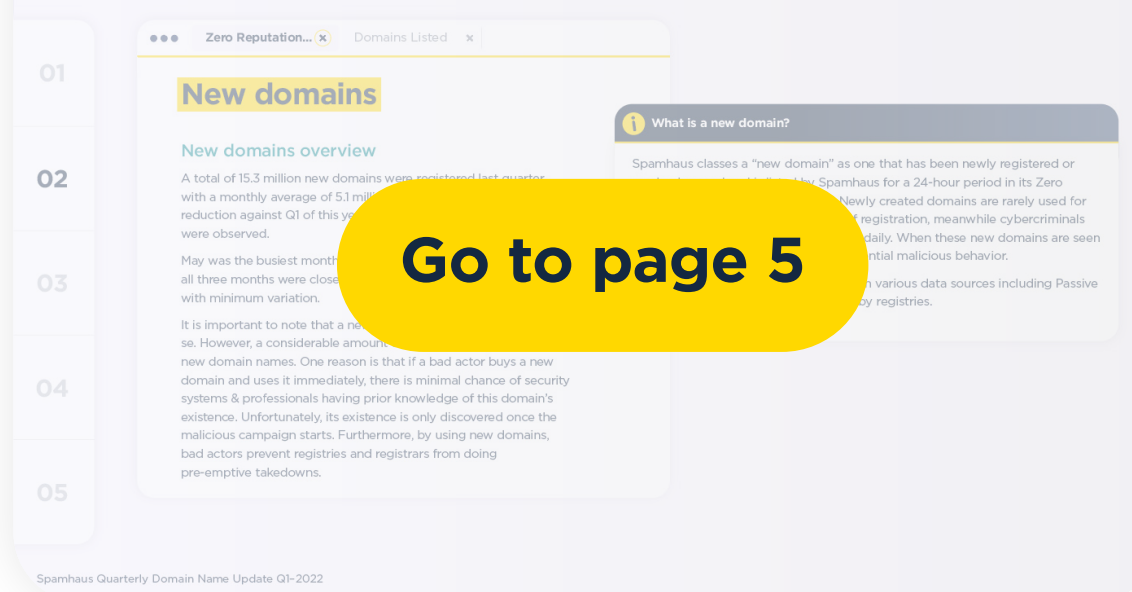 Zero Reputation... ×
Domains Listed ×
01
02
03
04
05
New domains
New domains overview
A total of 15.3 million new domains were registered last quarter
with a monthly average of 5.1
reduction against Q1 of this
were observed.
May was the busiest month
all three months were
with minimum variation.
It is important to note that a
se. However, a considerable amount
new domain names. One reason is that if a bad actor buys a new
domain and uses it immediately, there is minimal chance of security
systems & professionals having prior knowledge of this domain's
existence. Unfortunately, its existence is only discovered once the
malicious campaign starts. Furthermore, by using new domains,
bad actors prevent registries and registrars from doing
pre-emptive takedowns.
i What is a new domain?
Spamhaus classes a “new domain” as one that has been newly registered or
by Spamhaus for a 24-hour period in its Zero
Newly created domains are rarely used for
registration, meanwhile cybercriminals
daily. When these new domains are seen
malicious behavior.
various data sources including Passive
by registries.
Go to page 5
Spamhaus Quarterly Domain Name Update Q1–2022